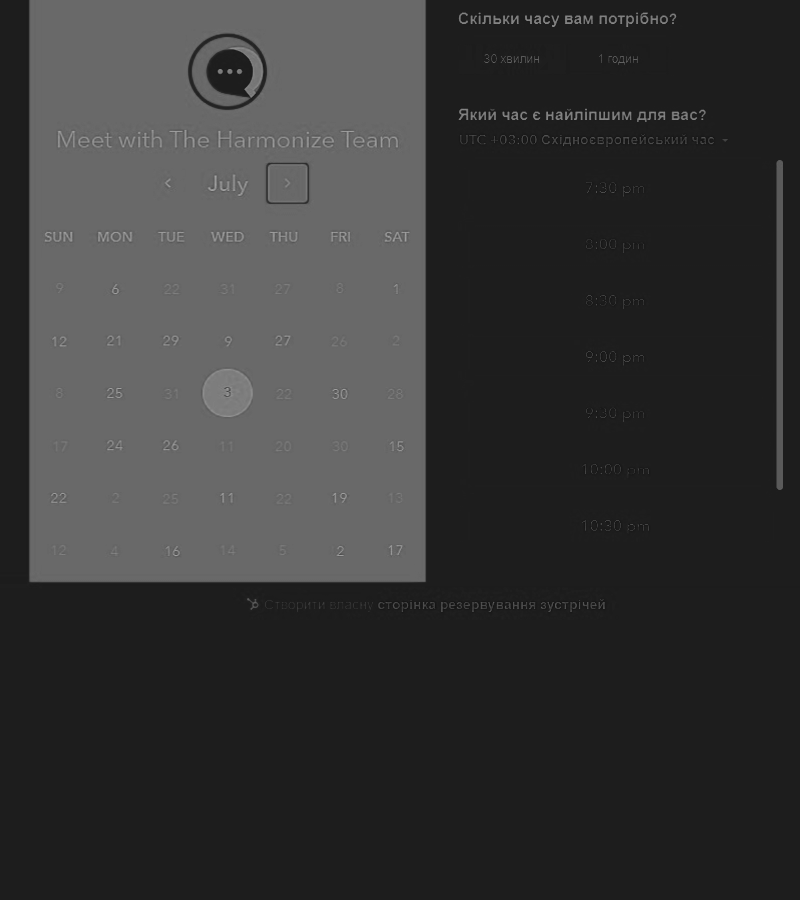 Meet with The Harmonize Team
July
SUN MON TUE WED THU FRI SAT
9 6 22 31 27 8 1
12 21 29 9 27 26 2
8 25 31 3 22 30 28
17 24 26 11 20 30 15
22 2 25 11 22 19 13
12 4 16 14 5 2 17
Скільки часу вам потрібно?
30 хвилин 1 годин
Який час є найліпшим для вас?
UTC +03:00 Східноєвропейський час
7:30 pm
8:00 pm
8:30 pm
9:00 pm
9:30 pm
10:00 pm
10:30 pm
Створити власну сторінка резервування зустрічей